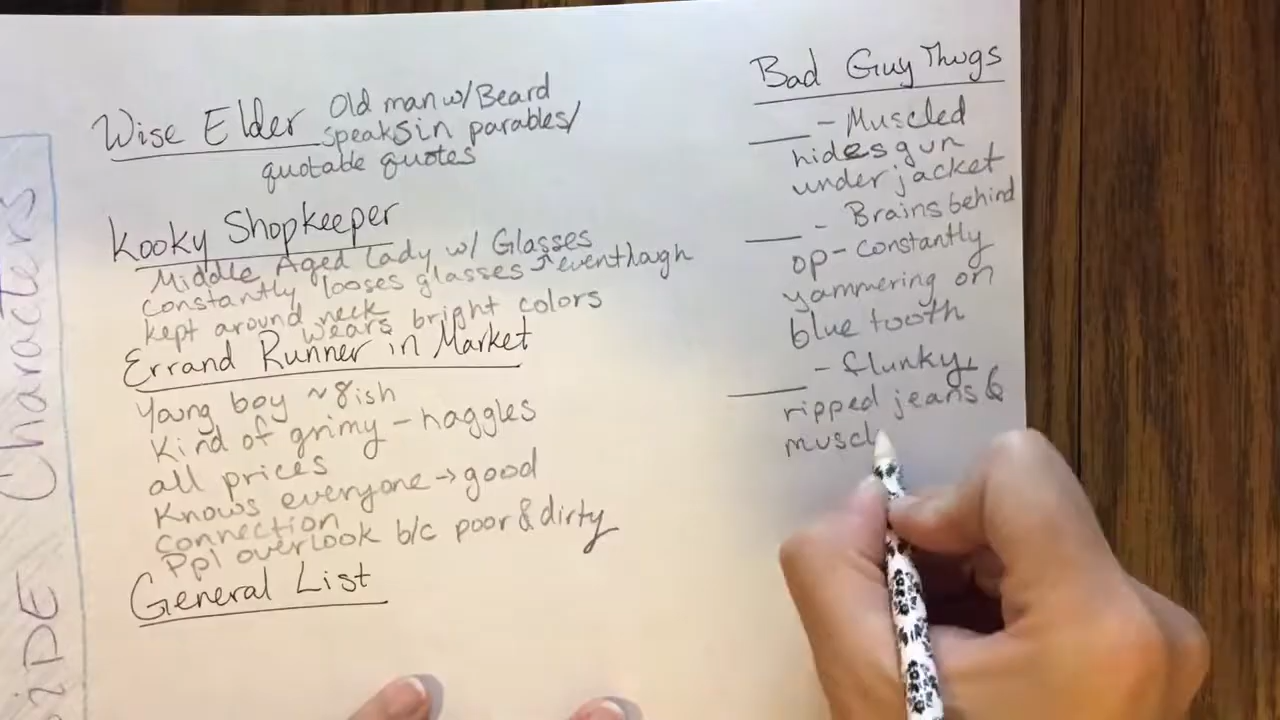 SIDE Characters
Wise Elder Old man w/Beard
speaks in parables/
quotable quotes
Kooky Shopkeeper
Middle Aged Lady w/ Glasses
constantly looses glasses eventhough
kept around neck
wears bright colors
Errand Runner in Market
Young boy ~8ish
Kind of grimy - haggles
all prices
Knows everyone → good
connection
Ppl overlook b/c poor & dirty
General List
Bad Guy Thugs
- Muscled
hides gun
under jacket
- Brains behind
op - constantly
yammering on
blue tooth
- flunky,
ripped jeans &
muscl